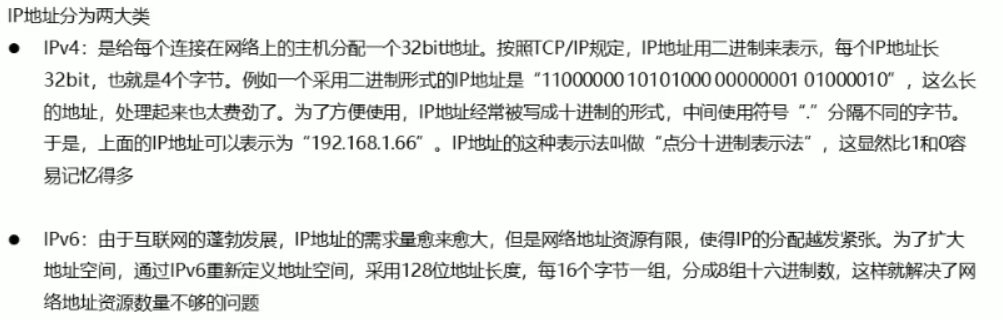 IP地址分为两大类
● IPv4：是给每个连接在网络上的主机分配一个32bit地址。按照TCP/IP规定，IP地址用二进制来表示，每个IP地址长
32bit，也就是4个字节。例如一个采用二进制形式的IP地址是“11000000 10101000 00000001 01000010”，这么长
的地址，处理起来也太费劲了。为了方便使用，IP地址经常被写成十进制的形式，中间使用符号“.”分隔不同的字节。
于是，上面的IP地址可以表示为“192.168.1.66”。IP地址的这种表示法叫做“点分十进制表示法”，这显然比1和0容
易记忆得多
● IPv6：由于互联网的蓬勃发展，IP地址的需求量愈来愈大，但是网络地址资源有限，使得IP的分配越发紧张。为了扩大
地址空间，通过IPv6重新定义地址空间，采用128位地址长度，每16个字节一组，分成8组十六进制数，这样就解决了网
络地址资源数量不够的问题